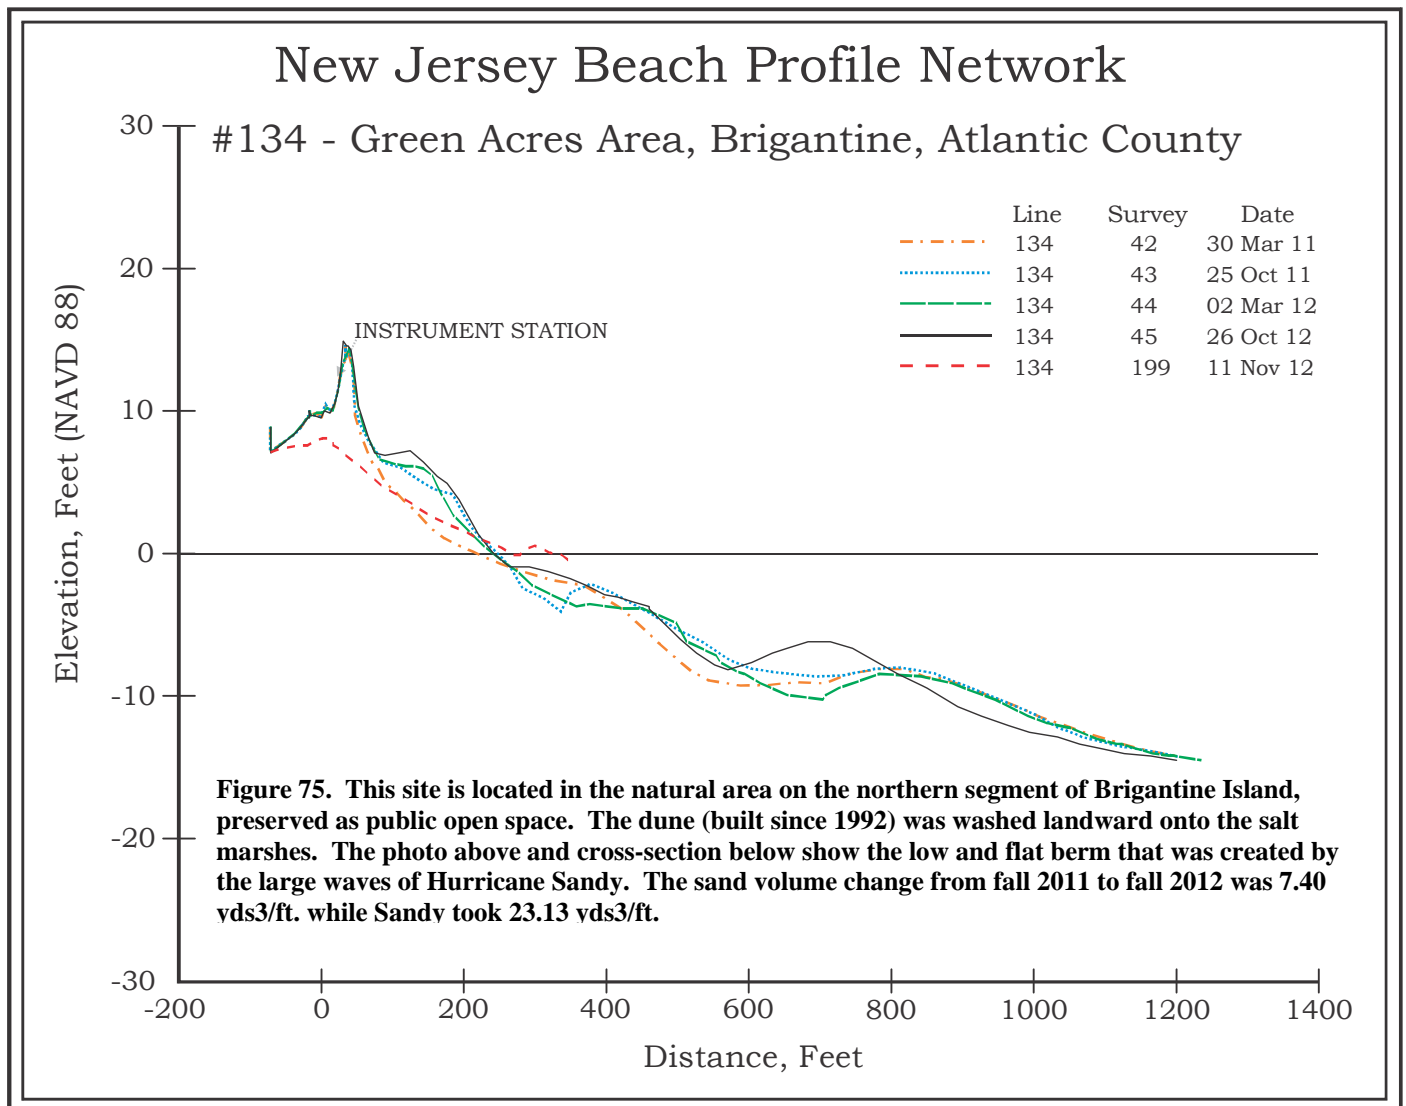 New Jersey Beach Profile Network
#134 - Green Acres Area, Brigantine, Atlantic County
Line Survey Date
134 42 30 Mar 11
134 43 25 Oct 11
134 44 02 Mar 12
134 45 26 Oct 12
134 199 11 Nov 12
INSTRUMENT STATION
Elevation, Feet (NAVD 88)
30
20
10
0
-10
-20
-30
Figure 75. This site is located in the natural area on the northern segment of Brigantine Island,
preserved as public open space. The dune (built since 1992) was washed landward onto the salt
marshes. The photo above and cross-section below show the low and flat berm that was created by
the large waves of Hurricane Sandy. The sand volume change from fall 2011 to fall 2012 was 7.40
yds3/ft. while Sandy took 23.13 yds3/ft.
-200 0 200 400 600 800 1000 1200 1400
Distance, Feet